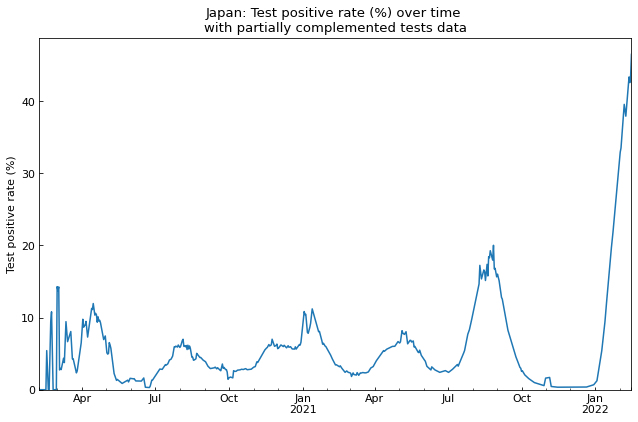 Japan: Test positive rate (%) over time
with partially complemented tests data
Test positive rate (%)
40
30
20
10
0
Apr
Jul
Oct
Jan
2021
Apr
Jul
Oct
Jan
2022